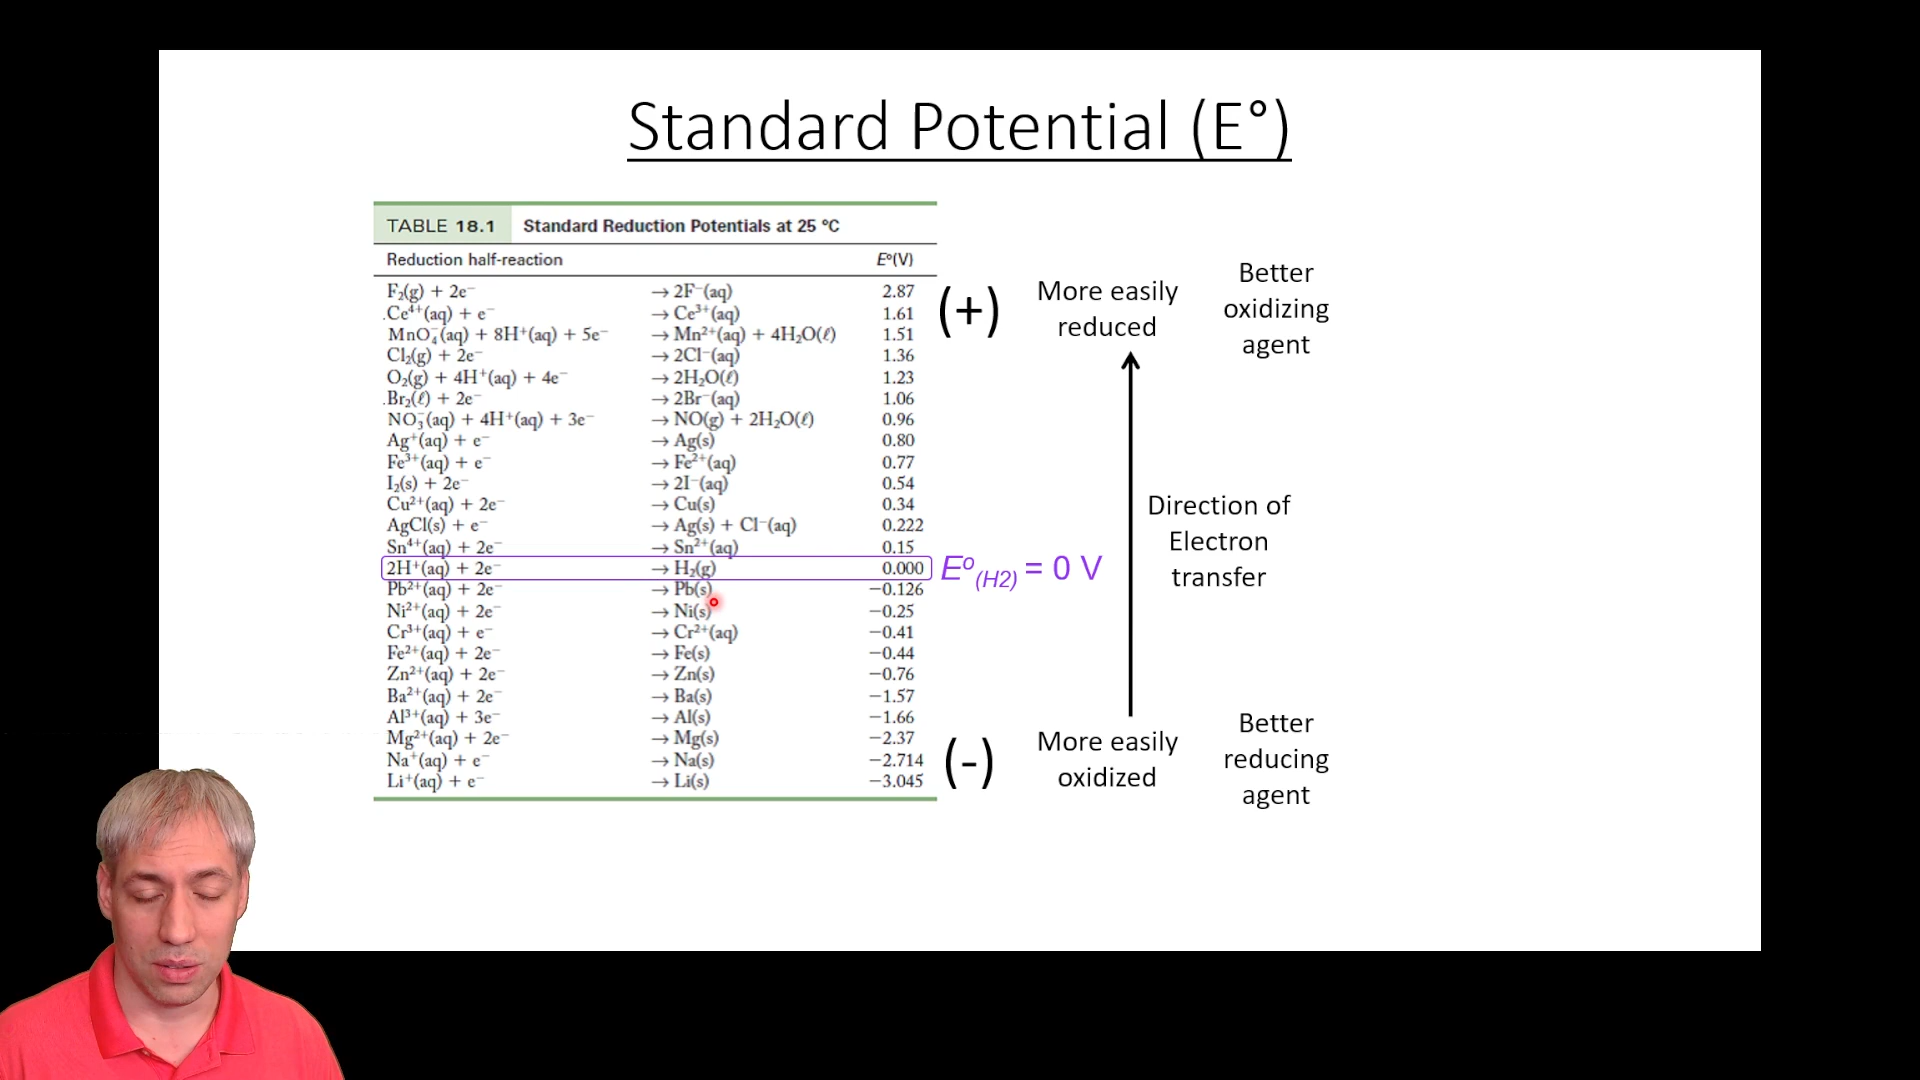 Standard Potential (E°)
TABLE 18.1 Standard Reduction Potentials at 25 °C
Reduction half-reaction E°(V)
F₂(g) + 2e⁻ → 2F⁻(aq) 2.87
.Ce⁴⁺(aq) + e⁻ → Ce³⁺(aq) 1.61
MnO₄⁻(aq) + 8H⁺(aq) + 5e⁻ → Mn²⁺(aq) + 4H₂O(ℓ) 1.51
Cl₂(g) + 2e⁻ → 2Cl⁻(aq) 1.36
O₂(g) + 4H⁺(aq) + 4e⁻ → 2H₂O(ℓ) 1.23
.Br₂(ℓ) + 2e⁻ → 2Br⁻(aq) 1.06
NO₃⁻(aq) + 4H⁺(aq) + 3e⁻ → NO(g) + 2H₂O(ℓ) 0.96
Ag⁺(aq) + e⁻ → Ag(s) 0.80
Fe³⁺(aq) + e⁻ → Fe²⁺(aq) 0.77
I₂(s) + 2e⁻ → 2I⁻(aq) 0.54
Cu²⁺(aq) + 2e⁻ → Cu(s) 0.34
AgCl(s) + e⁻ → Ag(s) + Cl⁻(aq) 0.222
Sn⁴⁺(aq) + 2e⁻ → Sn²⁺(aq) 0.15
2H⁺(aq) + 2e⁻ → H₂(g) 0.000
Pb²⁺(aq) + 2e⁻ → Pb(s) −0.126
Ni²⁺(aq) + 2e⁻ → Ni(s) −0.25
Cr³⁺(aq) + e⁻ → Cr²⁺(aq) −0.41
Fe²⁺(aq) + 2e⁻ → Fe(s) −0.44
Zn²⁺(aq) + 2e⁻ → Zn(s) −0.76
Ba²⁺(aq) + 2e⁻ → Ba(s) −1.57
Al³⁺(aq) + 3e⁻ → Al(s) −1.66
Mg²⁺(aq) + 2e⁻ → Mg(s) −2.37
Na⁺(aq) + e⁻ → Na(s) −2.714
Li⁺(aq) + e⁻ → Li(s) −3.045
(+)
More easily
reduced
Better
oxidizing
agent
Eº(H2) = 0 V
Direction of
Electron
transfer
(-)
More easily
oxidized
Better
reducing
agent